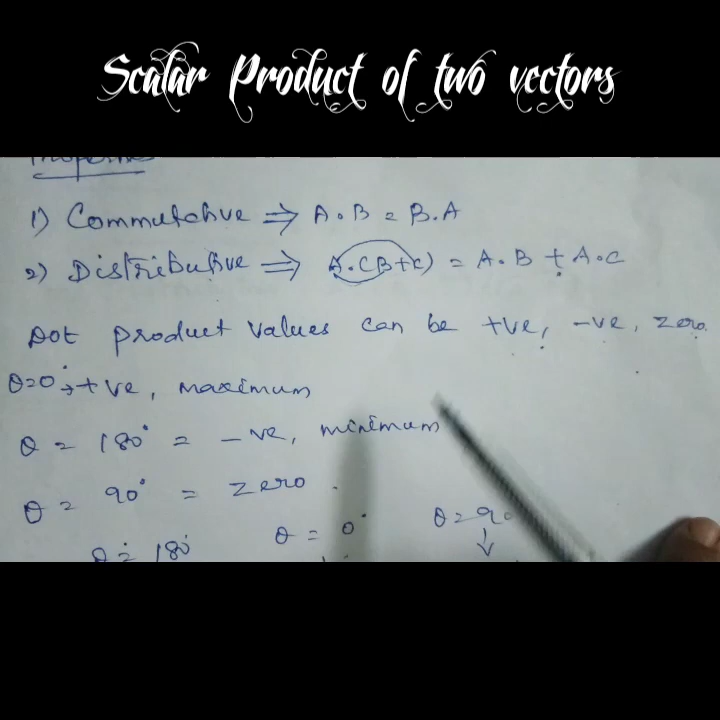 Scalar Product of two vectors
1) Commutative ⇒ A.B = B.A
2) Distributive ⇒ A.(B+C) = A.B + A.C
Dot product values can be +ve, -ve, zero.
θ=0° → +ve, maximum
θ = 180° = -ve, minimum
θ = 90° = zero.
θ = 180° θ = 0° θ = 90